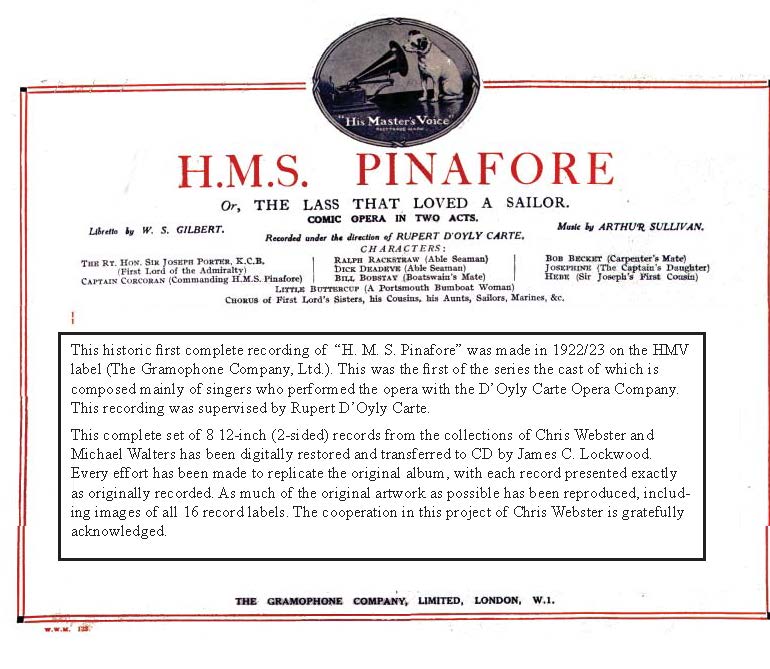 "His Master's Voice"
H.M.S. PINAFORE
Or, THE LASS THAT LOVED A SAILOR.
COMIC OPERA IN TWO ACTS.
Libretto by W. S. GILBERT.
Music by ARTHUR SULLIVAN.
Recorded under the direction of RUPERT D'OYLY CARTE.
CHARACTERS:
THE RT. HON. SIR JOSEPH PORTER, K.C.B,
(First Lord of the Admiralty)
CAPTAIN CORCORAN (Commanding H.M.S. Pinafore)
RALPH RACKSTRAW (Able Seaman)
DICK DEADEYE (Able Seaman)
BILL BOBSTAY (Boatswain's Mate)
BOB BECKET (Carpenter's Mate)
JOSEPHINE (The Captain's Daughter)
HEBE (Sir Joseph's First Cousin)
LITTLE BUTTERCUP (A Portsmouth Bumboat Woman)
CHORUS of First Lord's Sisters, his Cousins, his Aunts, Sailors, Marines, &c.
This historic first complete recording of "H. M. S. Pinafore" was made in 1922/23 on the HMV
label (The Gramophone Company, Ltd.). This was the first of the series the cast of which is
composed mainly of singers who performed the opera with the D'Oyly Carte Opera Company.
This recording was supervised by Rupert D'Oyly Carte.
This complete set of 8 12-inch (2-sided) records from the collections of Chris Webster and
Michael Walters has been digitally restored and transferred to CD by James C. Lockwood.
Every effort has been made to replicate the original album, with each record presented exactly
as originally recorded. As much of the original artwork as possible has been reproduced, includ-
ing images of all 16 record labels. The cooperation in this project of Chris Webster is gratefully
acknowledged.
THE GRAMOPHONE COMPANY, LIMITED, LONDON, W.1.
W.W.M.